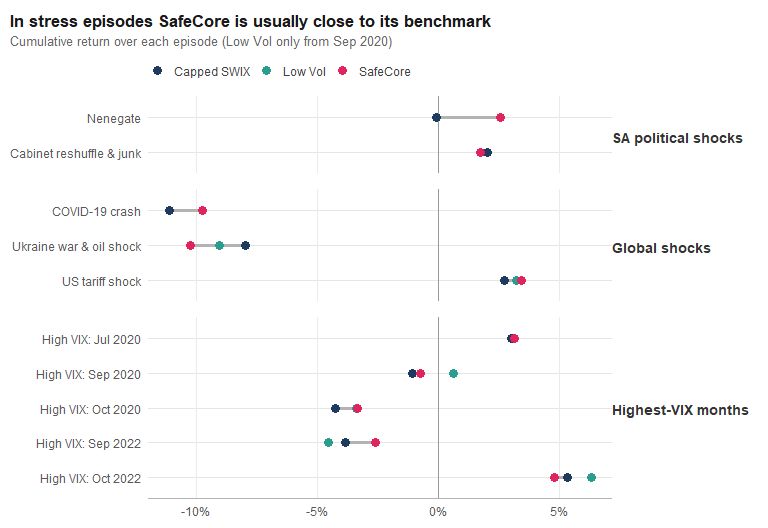 In stress episodes SafeCore is usually close to its benchmark
Cumulative return over each episode (Low Vol only from Sep 2020)
Capped SWIX Low Vol SafeCore
Nenegate
Cabinet reshuffle & junk
SA political shocks
COVID-19 crash
Ukraine war & oil shock
US tariff shock
Global shocks
High VIX: Jul 2020
High VIX: Sep 2020
High VIX: Oct 2020
High VIX: Sep 2022
High VIX: Oct 2022
Highest-VIX months
-10% -5% 0% 5%